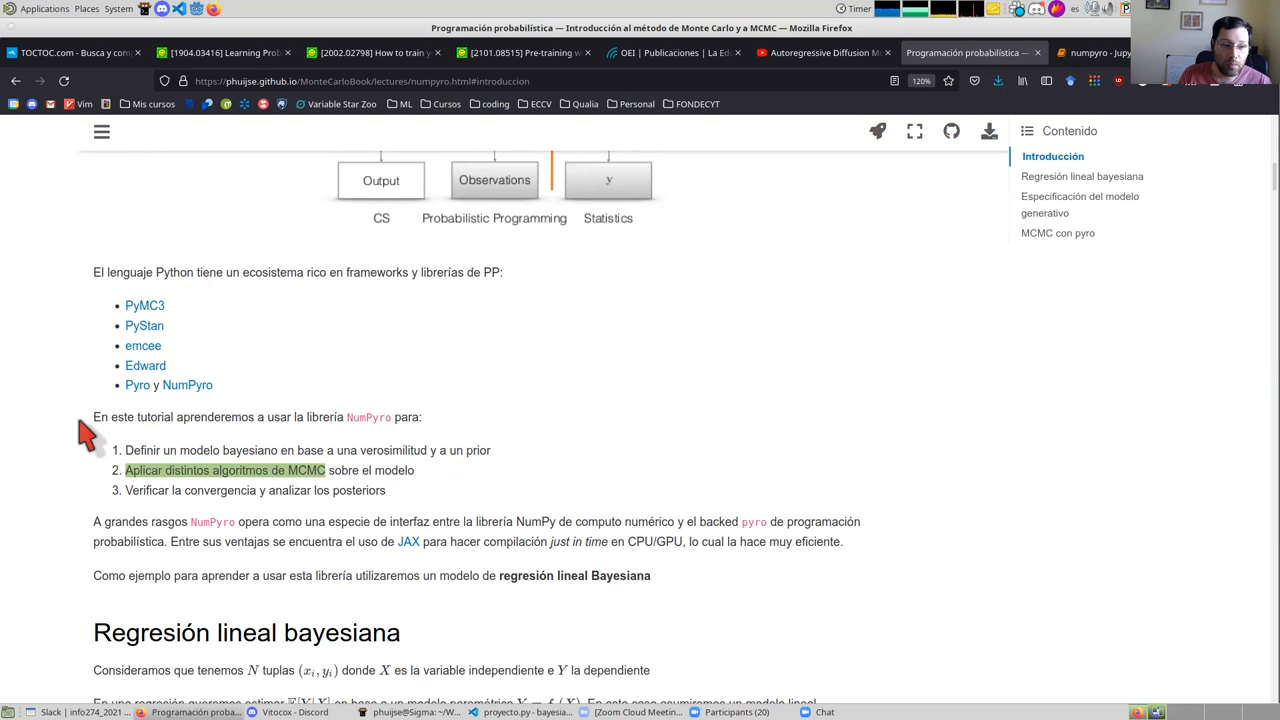 Applications Places System Timer es
Programación probabilística — Introducción al método de Monte Carlo y a MCMC — Mozilla Firefox
TOCTOC.com - Busca y com [1904.03416] Learning Prob [2002.02798] How to train y [2101.08515] Etraining w OEI | Publicaciones | La Edi Autoregressive Diffusion M Programación probabilística — numpyro -
https://phuijse.github.io/MonteCarloBook/lectures/numpyro.html#introduccion 120%
Vim Mis cursos Variable Star Zoo ML Cursos coding ECCV Qualia Personal FONDECYT
Contenido
Introducción
Regresión lineal bayesiana
Especificación del modelo
generativo
MCMC con pyro
Output Observations y
CS Probabilistic Programming Statistics
El lenguaje Python tiene un ecosistema rico en frameworks y librerías de PP:
• PyMC3
• PyStan
• emcee
• Edward
• Pyro y NumPyro
En este tutorial aprenderemos a usar la librería NumPyro para:
1. Definir un modelo bayesiano en base a una verosimilitud y a un prior
2. Aplicar distintos algoritmos de MCMC sobre el modelo
3. Verificar la convergencia y analizar los posteriors
A grandes rasgos NumPyro opera como una especie de interfaz entre la librería NumPy de computo numérico y el backed pyro de programación
probabilística. Entre sus ventajas se encuentra el uso de JAX para hacer compilación just in time en CPU/GPU, lo cual la hace muy eficiente.
Como ejemplo para aprender a usar esta librería utilizaremos un modelo de regresión lineal Bayesiana
Regresión lineal bayesiana
Consideramos que tenemos N tuplas (x_i, y_i) donde X es la variable independiente e Y la dependiente
Slack | info274_2021 ... Programación proba... Vitocox - Discord phuijse@Sigma: ~/W... proyecto.py - bayesia... [Zoom Cloud Meetin... Participants (20) Chat